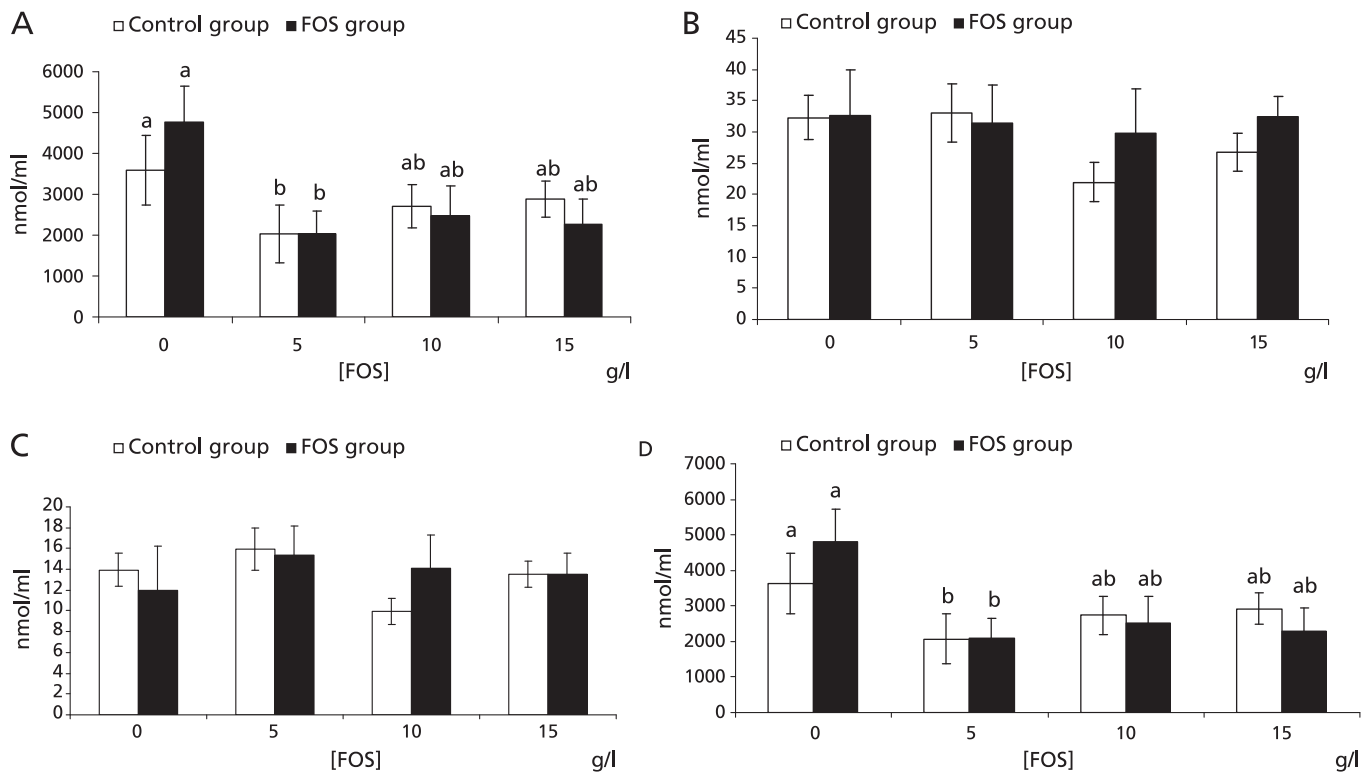 A
□ Control group ■ FOS group
nmol/ml
6000
5000
4000
3000
2000
1000
0
a a
b b
ab ab
ab ab
0 5 10 15
[FOS] g/l
B
□ Control group ■ FOS group
nmol/ml
45
40
35
30
25
20
15
10
5
0
0 5 10 15
[FOS] g/l
C
□ Control group ■ FOS group
nmol/ml
20
18
16
14
12
10
8
6
4
2
0
0 5 10 15
[FOS] g/l
D
□ Control group ■ FOS group
nmol/ml
7000
6000
5000
4000
3000
2000
1000
0
a a
b b
ab ab
ab ab
0 5 10 15
[FOS] g/l